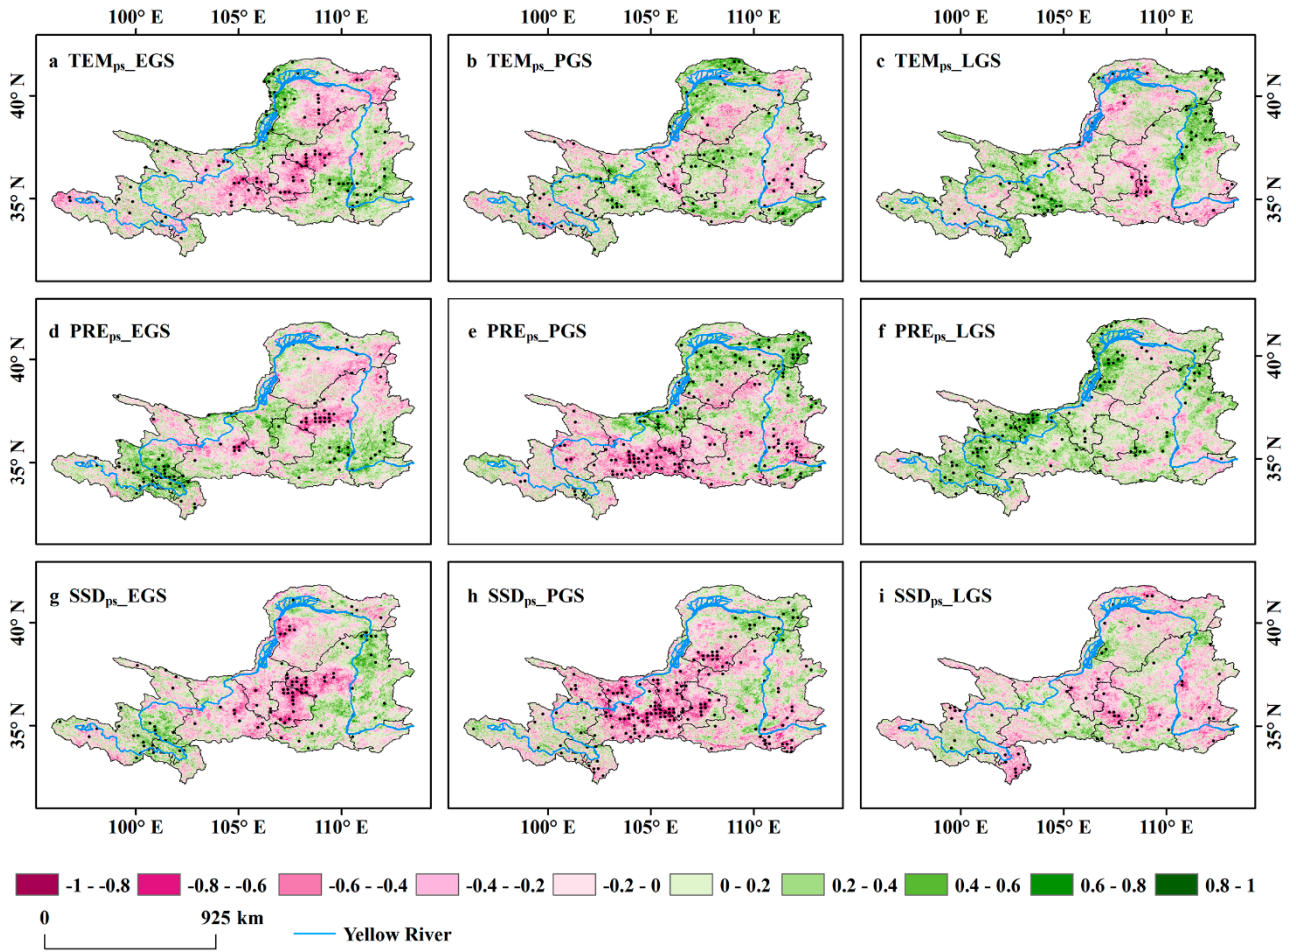 100° E 105° E 110° E 100° E 105° E 110° E 100° E 105° E 110° E
a TEMps_EGS b TEMps_PGS c TEMps_LGS
40° N 40° N
35° N 35° N
d PREps_EGS e PREps_PGS f PREps_LGS
40° N 40° N
35° N 35° N
g SSDps_EGS h SSDps_PGS i SSDps_LGS
40° N 40° N
35° N 35° N
100° E 105° E 110° E 100° E 105° E 110° E 100° E 105° E 110° E
-1 - -0.8 -0.8 - -0.6 -0.6 - -0.4 -0.4 - -0.2 -0.2 - 0 0 - 0.2 0.2 - 0.4 0.4 - 0.6 0.6 - 0.8 0.8 - 1
0 925 km
Yellow River